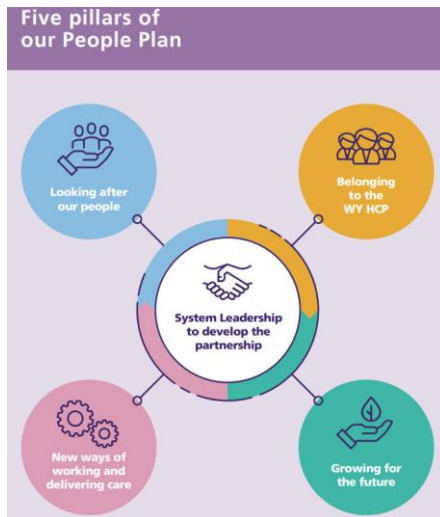 Five pillars of
our People Plan
Looking after
our people
Belonging
to the
WY HCP
System Leadership
to develop the
partnership
New ways of
working and
delivering care
Growing for
the future